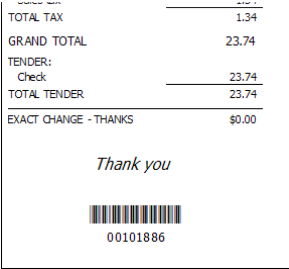 TOTAL TAX 1.34
GRAND TOTAL 23.74
TENDER:
Check 23.74
TOTAL TENDER 23.74
EXACT CHANGE - THANKS $0.00
Thank you
00101886